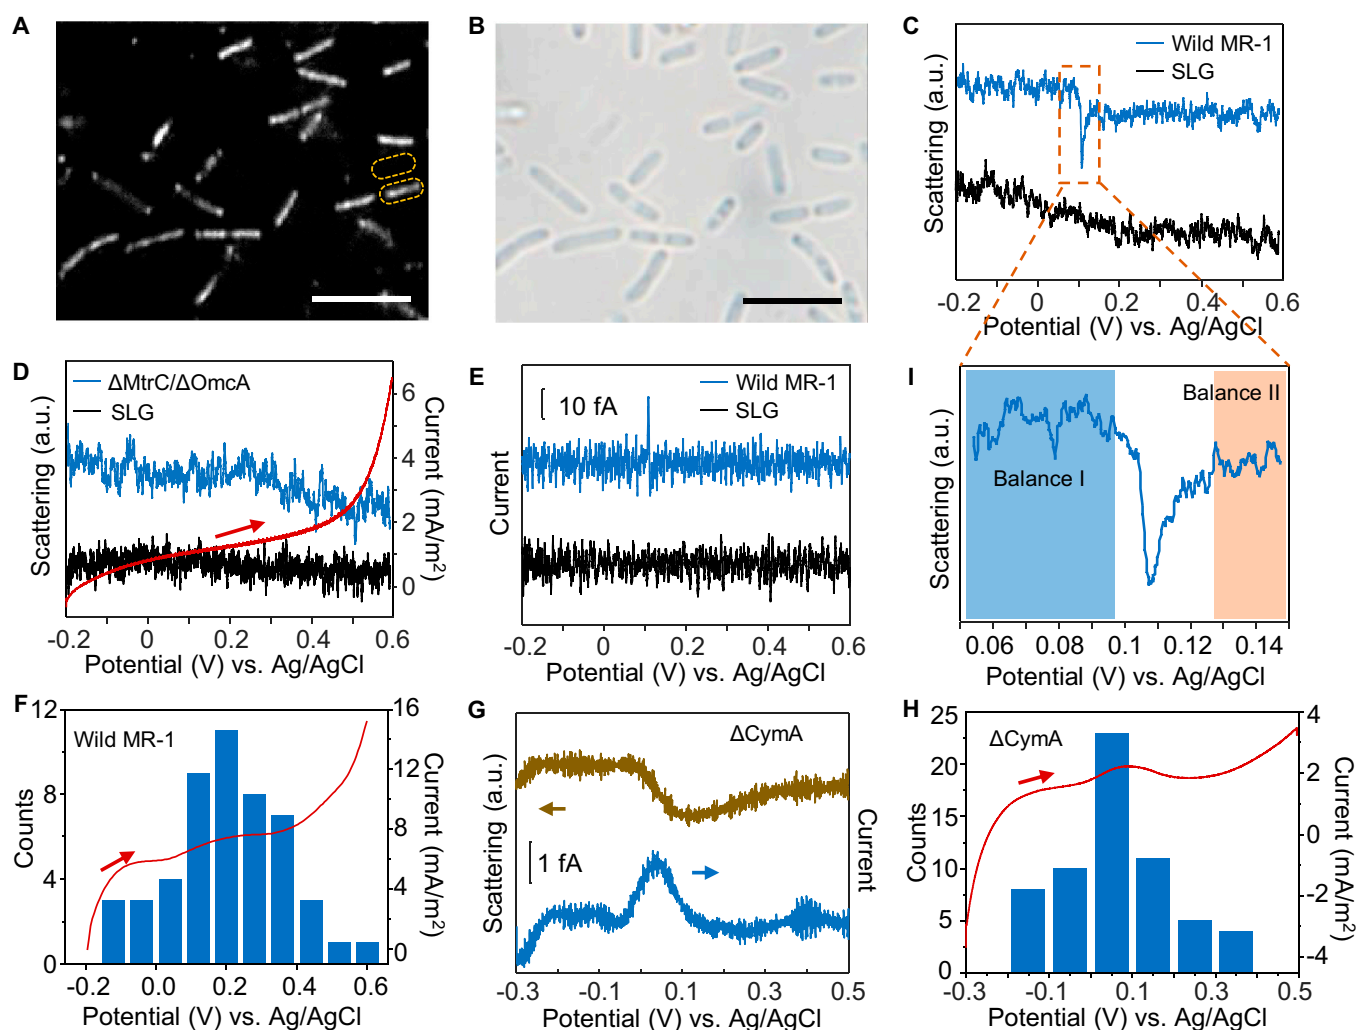 A
B
C
Wild MR-1
SLG
Scattering (a.u.)
-0.2 0 0.2 0.4 0.6
Potential (V) vs. Ag/AgCl
D
ΔMtrC/ΔOmcA
SLG
Scattering (a.u.)
Current (mA/m²)
6
4
2
0
-0.2 0 0.2 0.4 0.6
Potential (V) vs. Ag/AgCl
E
10 fA
Wild MR-1
SLG
Current
-0.2 0 0.2 0.4 0.6
Potential (V) vs. Ag/AgCl
I
Balance II
Balance I
Scattering (a.u.)
0.06 0.08 0.1 0.12 0.14
Potential (V) vs. Ag/AgCl
F
Wild MR-1
Counts
12
8
4
0
Current (mA/m²)
16
12
8
4
0
-0.2 0.0 0.2 0.4 0.6
Potential (V) vs. Ag/AgCl
G
ΔCymA
Scattering (a.u.)
1 fA
Current
-0.3 -0.1 0.1 0.3 0.5
Potential (V) vs. Ag/AgCl
H
ΔCymA
Counts
25
20
15
10
5
0
Current (mA/m²)
4
2
0
-2
-4
-0.3 -0.1 0.1 0.3 0.5
Potential (V) vs. Ag/AgCl